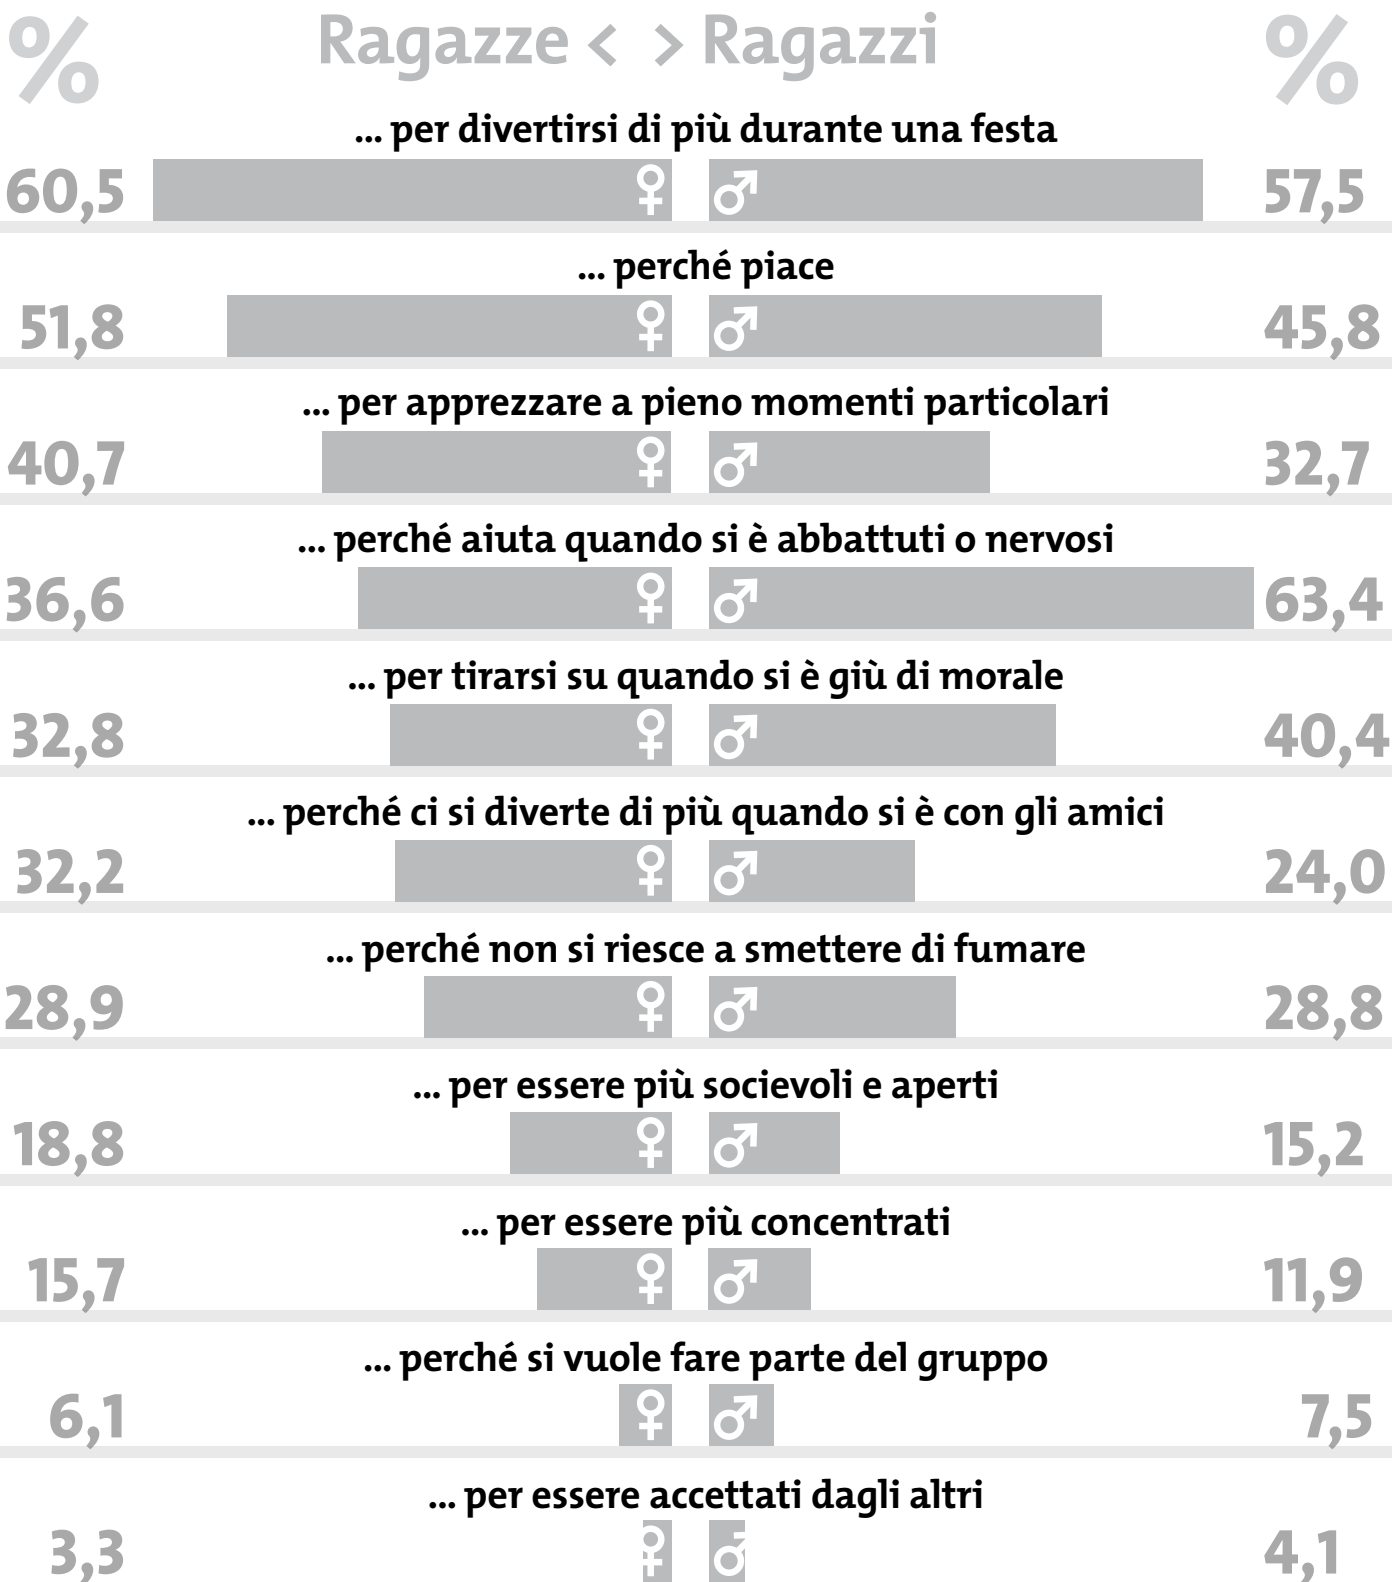 % Ragazze < > Ragazzi %
... per divertirsi di più durante una festa
60,5 ♀ ♂ 57,5
... perché piace
51,8 ♀ ♂ 45,8
... per apprezzare a pieno momenti particolari
40,7 ♀ ♂ 32,7
... perché aiuta quando si è abbattuti o nervosi
36,6 ♀ ♂ 63,4
... per tirarsi su quando si è giù di morale
32,8 ♀ ♂ 40,4
... perché ci si diverte di più quando si è con gli amici
32,2 ♀ ♂ 24,0
... perché non si riesce a smettere di fumare
28,9 ♀ ♂ 28,8
... per essere più socievoli e aperti
18,8 ♀ ♂ 15,2
... per essere più concentrati
15,7 ♀ ♂ 11,9
... perché si vuole fare parte del gruppo
6,1 ♀ ♂ 7,5
... per essere accettati dagli altri
3,3 ♀ ♂ 4,1